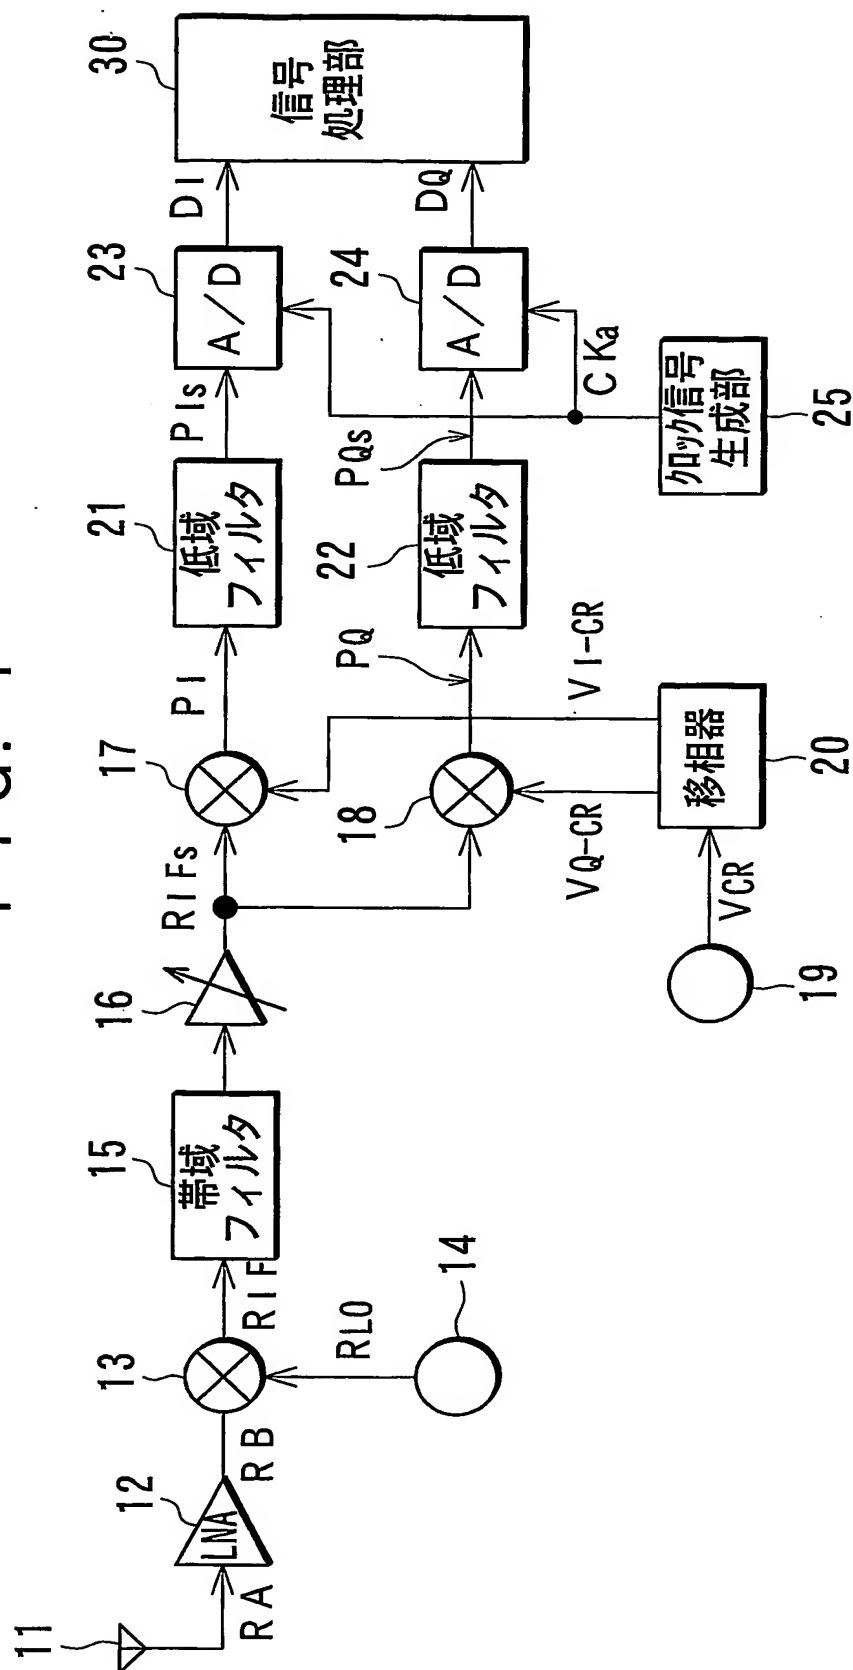 11
RA
LNA
12
RB
13
RLO
14
RIF
15
帯域
フィルタ
16
RIFs
17
18
VCR
19
移相器
20
VI-CR
VQ-CR
PI
PQ
21
低域
フィルタ
22
低域
フィルタ
PIs
PQs
23
A/D
24
A/D
CKa
クロック信号
生成部
25
DI
DQ
30
信号
処理部